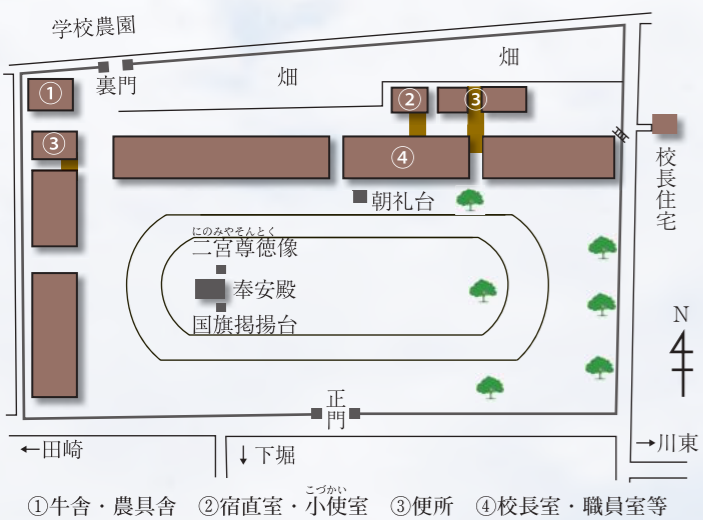 学校農園
裏門
畑
畑
①
②
③
③
④
校長住宅
朝礼台
にのみやそんとく
二宮尊徳像
奉安殿
国旗掲揚台
N
正門
←田崎
↓下堀
→川東
こづかい
①牛舎・農具舎 ②宿直室・小使室 ③便所 ④校長室・職員室等